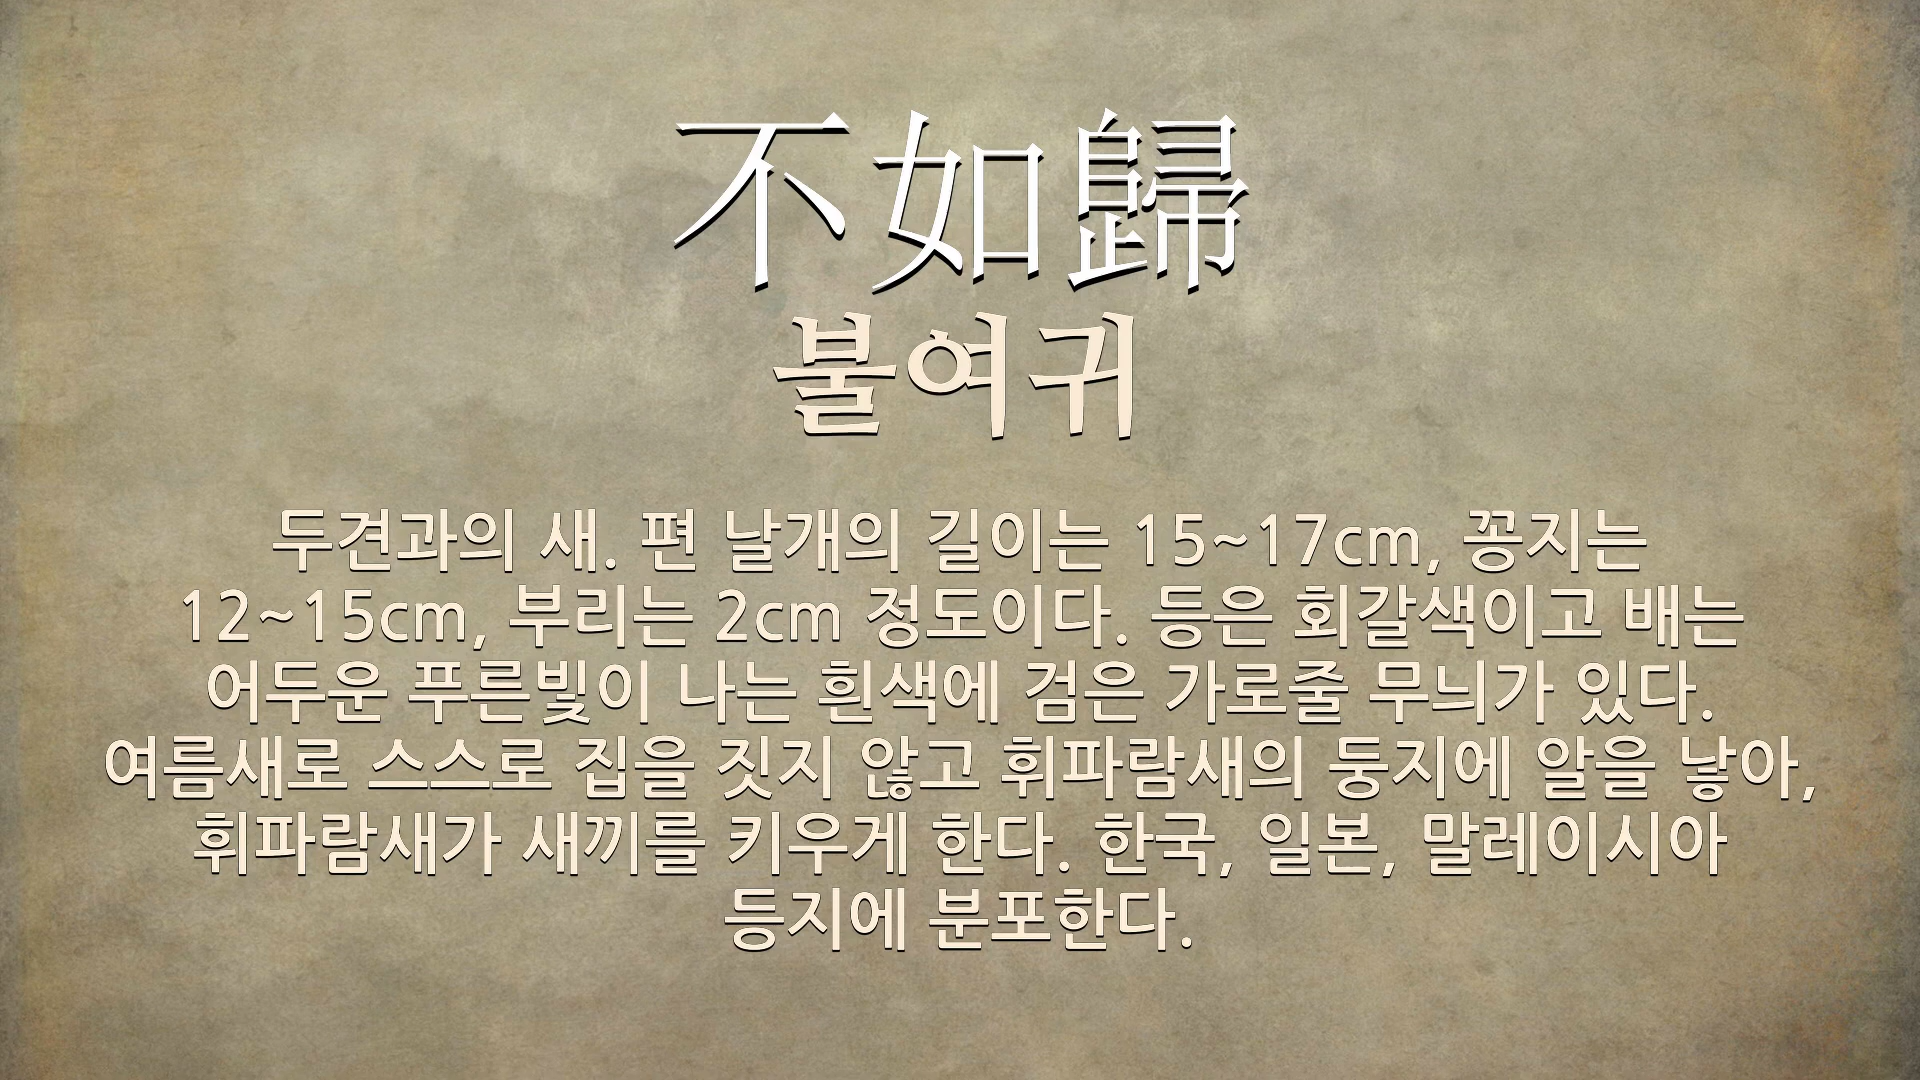 不如歸
불여귀
두견과의 새. 편 날개의 길이는 15~17cm, 꽁지는
12~15cm, 부리는 2cm 정도이다. 등은 회갈색이고 배는
어두운 푸른빛이 나는 흰색에 검은 가로줄 무늬가 있다.
여름새로 스스로 집을 짓지 않고 휘파람새의 둥지에 알을 낳아,
휘파람새가 새끼를 키우게 한다. 한국, 일본, 말레이시아
등지에 분포한다.